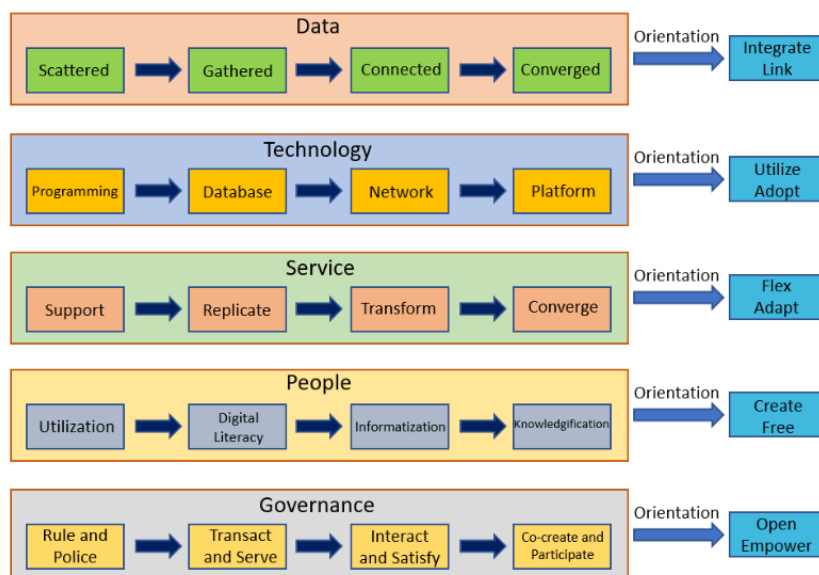 Data
Scattered
Gathered
Connected
Converged
Orientation
Integrate
Link
Technology
Programming
Database
Network
Platform
Orientation
Utilize
Adopt
Service
Support
Replicate
Transform
Converge
Orientation
Flex
Adapt
People
Utilization
Digital
Literacy
Informatization
Knowledgification
Orientation
Create
Free
Governance
Rule and
Police
Transact
and Serve
Interact
and Satisfy
Co-create and
Participate
Orientation
Open
Empower